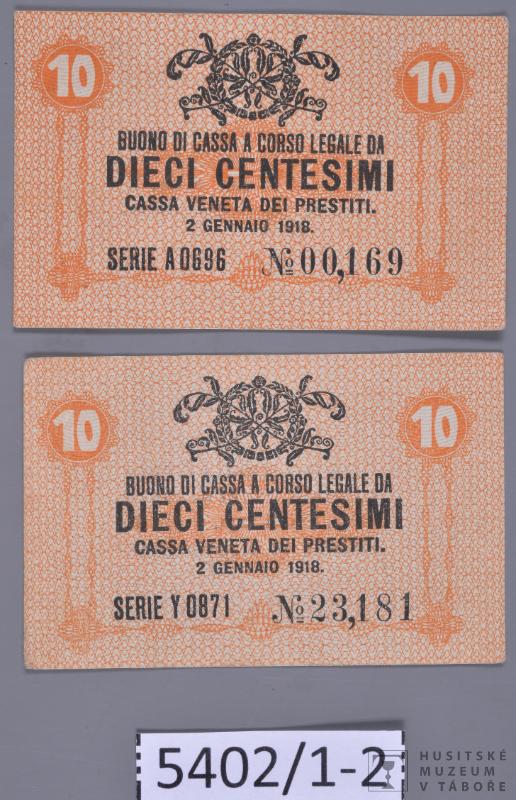 10 10
BUONO DI CASSA A CORSO LEGALE DA
DIECI CENTESIMI
CASSA VENETA DEI PRESTITI.
2 GENNAIO 1918.
SERIE A0696 No 00,169
10 10
BUONO DI CASSA A CORSO LEGALE DA
DIECI CENTESIMI
CASSA VENETA DEI PRESTITI.
2 GENNAIO 1918.
SERIE Y0871 No 23,181
5402/1-2
HUSITSKÉ
MUZEUM
V TÁBOŘE